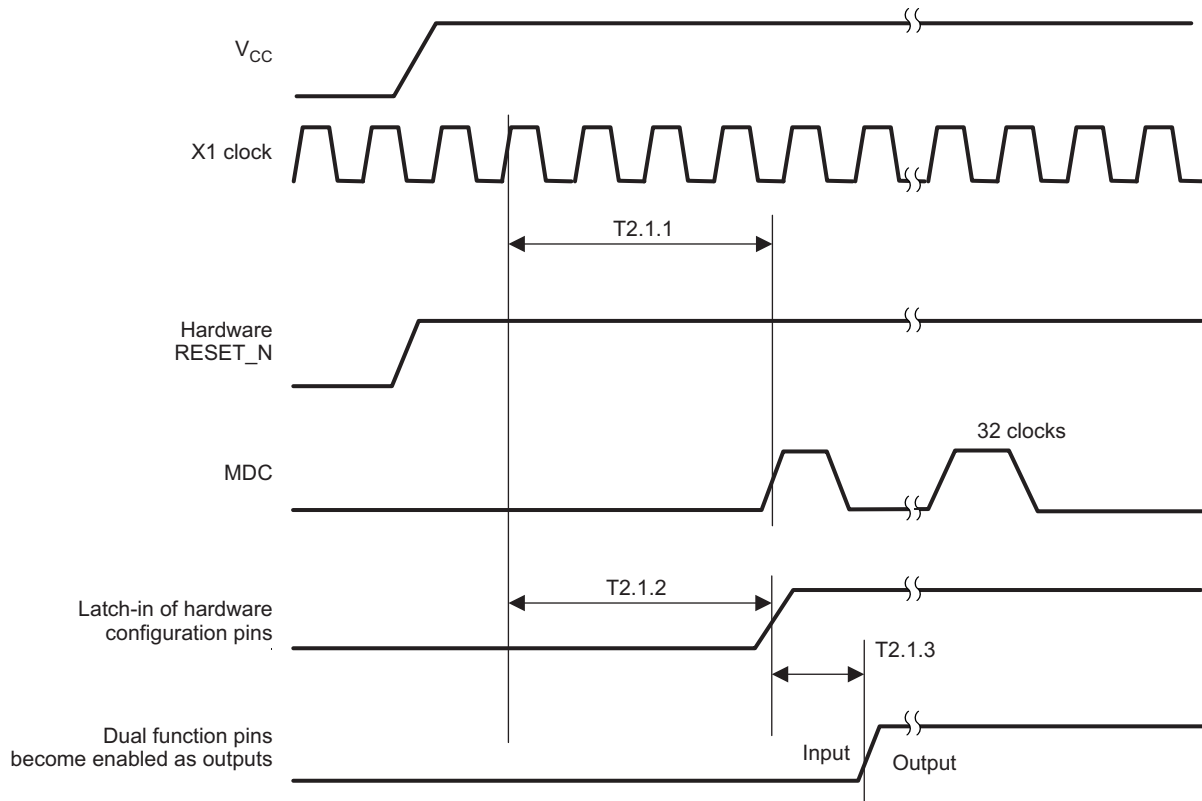 V_CC
X1 clock
T2.1.1
Hardware
RESET_N
32 clocks
MDC
T2.1.2
Latch-in of hardware
configuration pins
T2.1.3
Dual function pins
become enabled as outputs
Input
Output